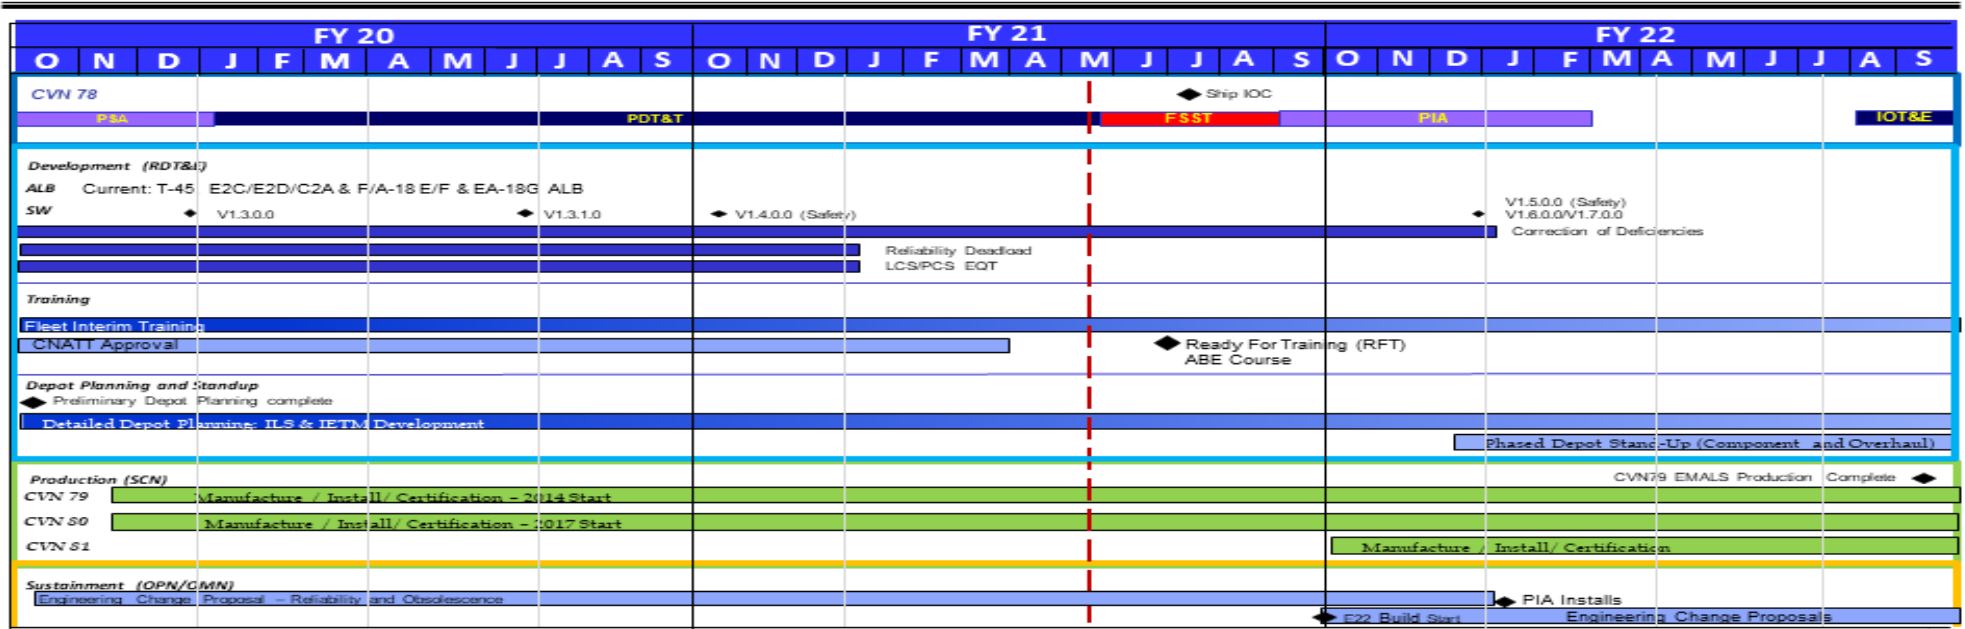 FY 20 FY 21 FY 22
O N D J F M A M J J A S O N D J F M A M J J A S O N D J F M A M J J A S
CVN 78
Ship IOC
PSA PDT&T FSST PIA IOT&E
Development (RDT&E)
ALB Current: T-45 E2C/E2D/C2A & F/A-18 E/F & EA-18G ALB
SW V1.3.0.0 V1.3.1.0 V1.4.0.0 (Safety) V1.5.0.0 (Safety)
V1.6.0.0/V1.7.0.0
Correction of Deficiencies
Reliability Deadload
LCS/PCS EQT
Training
Fleet Interim Training
CNATT Approval
Ready For Training (RFT)
ABE Course
Depot Planning and Standup
Preliminary Depot Planning complete
Detailed Depot Planning: ILS & IETM Development
Phased Depot Stand-Up (Component and Overhaul)
Production (SCN)
CVN79 EMALS Production Complete
CVN 79 Manufacture / Install/ Certification – 2014 Start
CVN 80 Manufacture / Install/ Certification – 2017 Start
CVN 81 Manufacture / Install/ Certification
Sustainment (OPN/OMN)
Engineering Change Proposal – Reliability and Obsolescence
PIA Installs
E22 Build Start Engineering Change Proposals